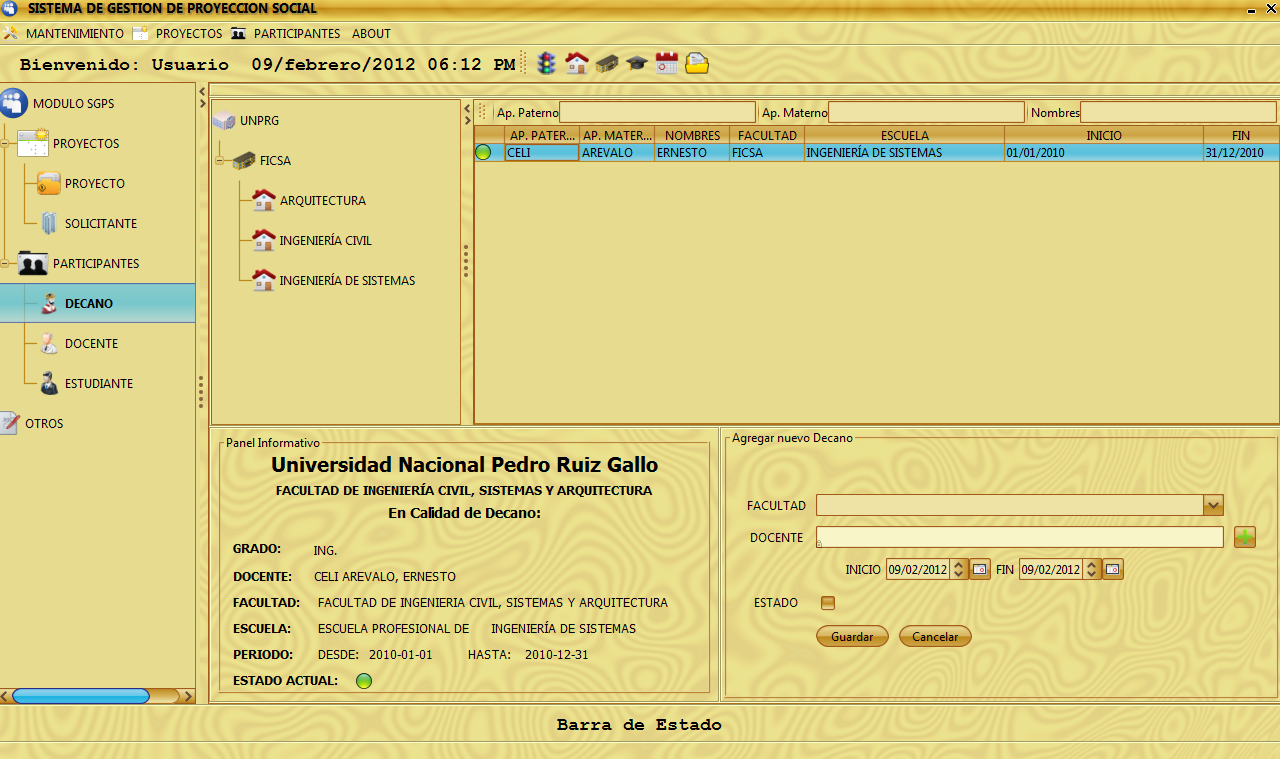 SISTEMA DE GESTION DE PROYECCION SOCIAL
MANTENIMIENTO PROYECTOS PARTICIPANTES ABOUT
Bienvenido: Usuario 09/febrero/2012 06:12 PM
MODULO SGPS
PROYECTOS
PROYECTO
SOLICITANTE
PARTICIPANTES
DECANO
DOCENTE
ESTUDIANTE
OTROS
UNPRG
FICSA
ARQUITECTURA
INGENIERÍA CIVIL
INGENIERÍA DE SISTEMAS
Ap. Paterno Ap. Materno Nombres
AP. PATER... AP. MATER... NOMBRES FACULTAD ESCUELA INICIO FIN
CELI AREVALO ERNESTO FICSA INGENIERÍA DE SISTEMAS 01/01/2010 31/12/2010
Panel Informativo
Universidad Nacional Pedro Ruiz Gallo
FACULTAD DE INGENIERÍA CIVIL, SISTEMAS Y ARQUITECTURA
En Calidad de Decano:
GRADO: ING.
DOCENTE: CELI AREVALO, ERNESTO
FACULTAD: FACULTAD DE INGENIERIA CIVIL, SISTEMAS Y ARQUITECTURA
ESCUELA: ESCUELA PROFESIONAL DE INGENIERÍA DE SISTEMAS
PERIODO: DESDE: 2010-01-01 HASTA: 2010-12-31
ESTADO ACTUAL:
Agregar nuevo Decano
FACULTAD
DOCENTE
INICIO 09/02/2012 FIN 09/02/2012
ESTADO
Guardar Cancelar
Barra de Estado